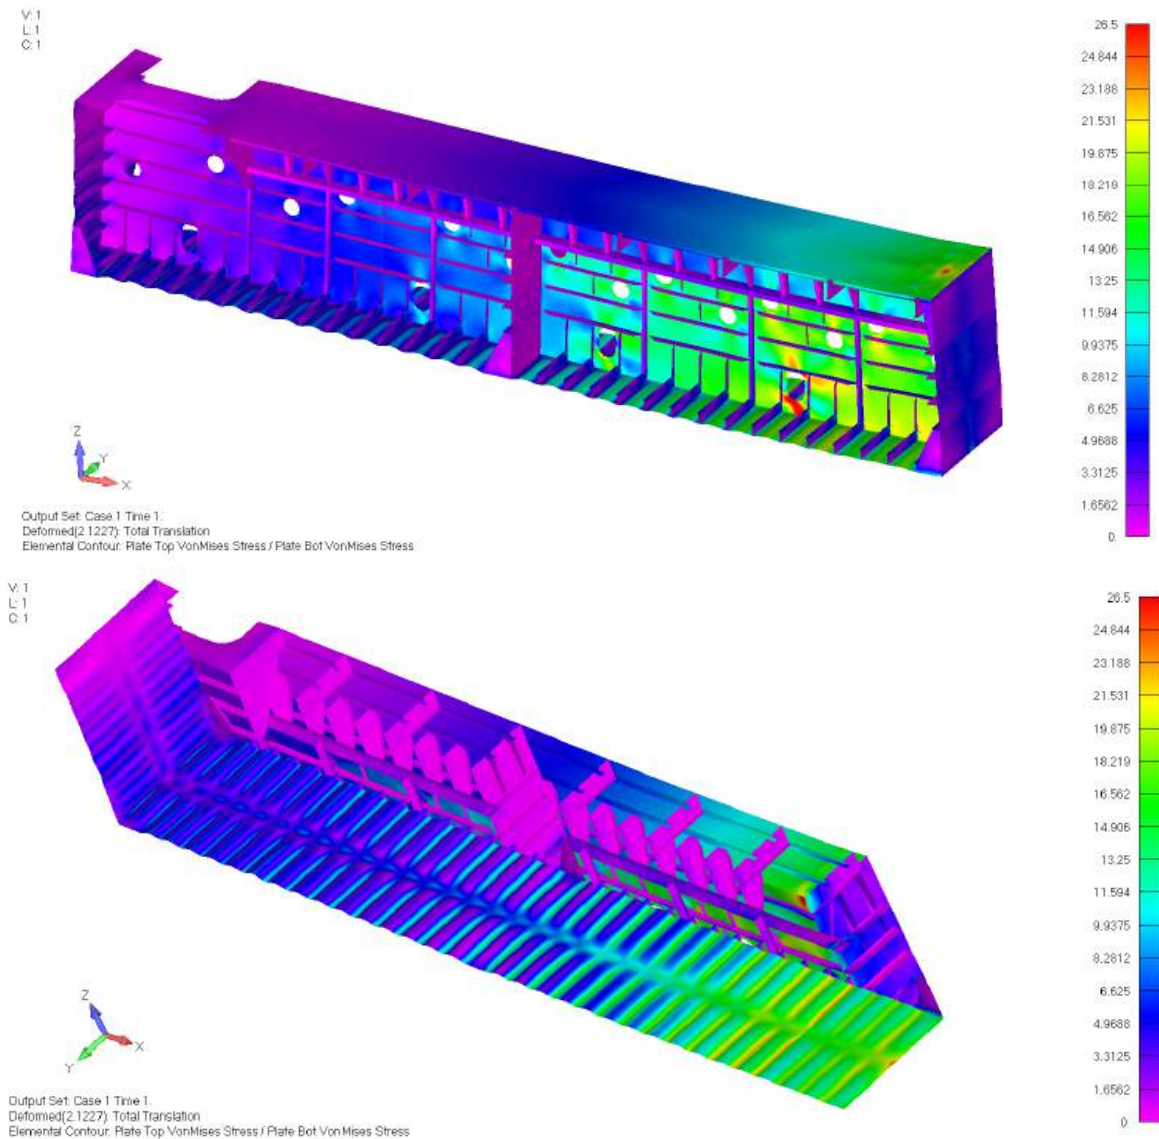 V:1
L:1
C:1
26.5
24.844
23.188
21.531
19.875
18.219
16.562
14.906
13.25
11.594
9.9375
8.2812
6.625
4.9688
3.3125
1.6562
0.
Z
Y
X
Output Set: Case 1 Time 1.
Deformed(2.1227): Total Translation
Elemental Contour: Plate Top VonMises Stress / Plate Bot VonMises Stress
V:1
L:1
C:1
26.5
24.844
23.188
21.531
19.875
18.219
16.562
14.906
13.25
11.594
9.9375
8.2812
6.625
4.9688
3.3125
1.6562
0.
Z
X
Y
Output Set: Case 1 Time 1.
Deformed(2.1227): Total Translation
Elemental Contour: Plate Top VonMises Stress / Plate Bot VonMises Stress